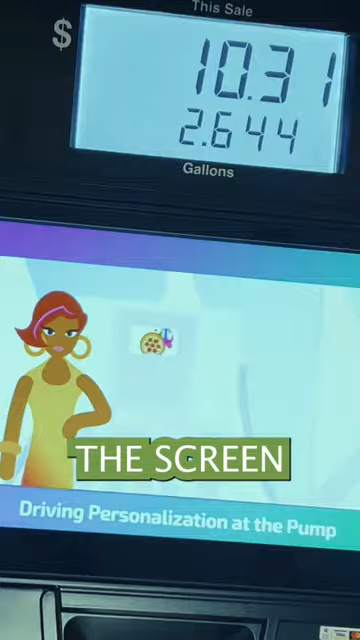 This Sale
$ 10.31
2.644
Gallons
THE SCREEN
Driving Personalization at the Pump